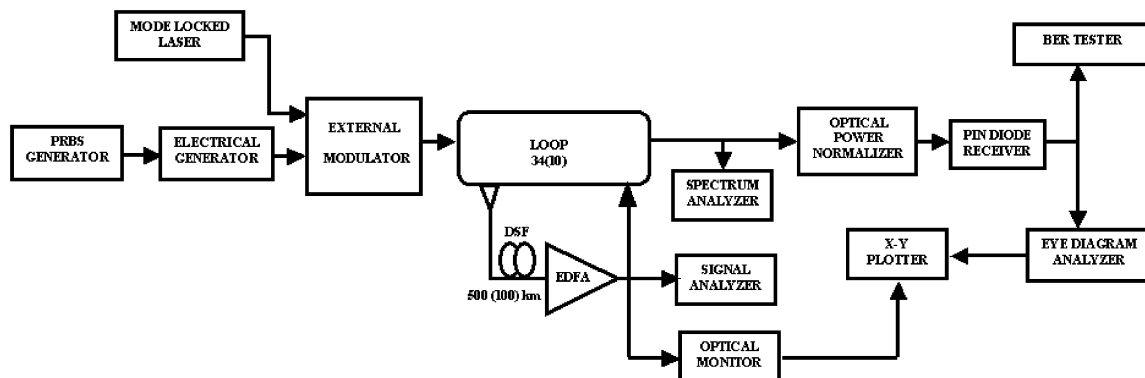 MODE LOCKED
LASER
BER TESTER
PRBS
GENERATOR
ELECTRICAL
GENERATOR
EXTERNAL
MODULATOR
LOOP
34(10)
OPTICAL
POWER
NORMALIZER
PIN DIODE
RECEIVER
SPECTRUM
ANALYZER
DSF
500 (100) km
EDFA
SIGNAL
ANALYZER
X-Y
PLOTTER
EYE DIAGRAM
ANALYZER
OPTICAL
MONITOR